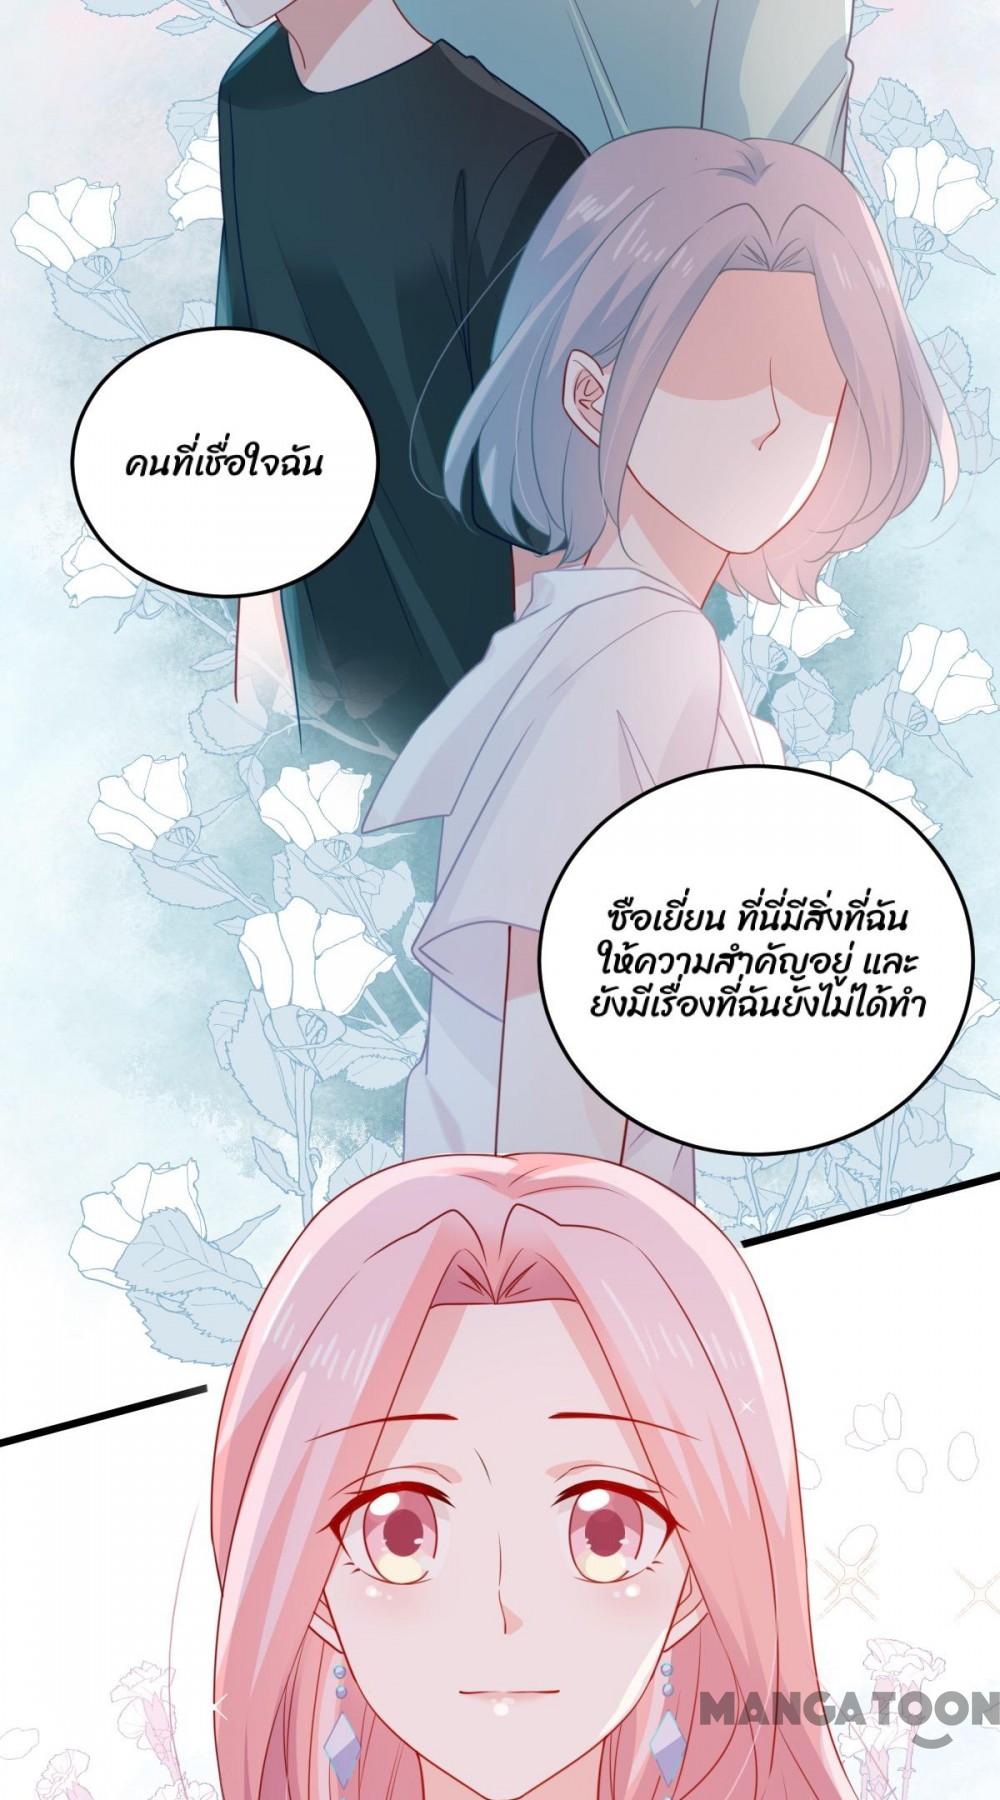 คนที่เชื่อใจฉัน
ซือเยี่ยน ที่นี่มีสิ่งที่ฉัน
ให้ความสำคัญอยู่ และ
ยังมีเรื่องที่ฉันยังไม่ได้ทำ
MANGATOON